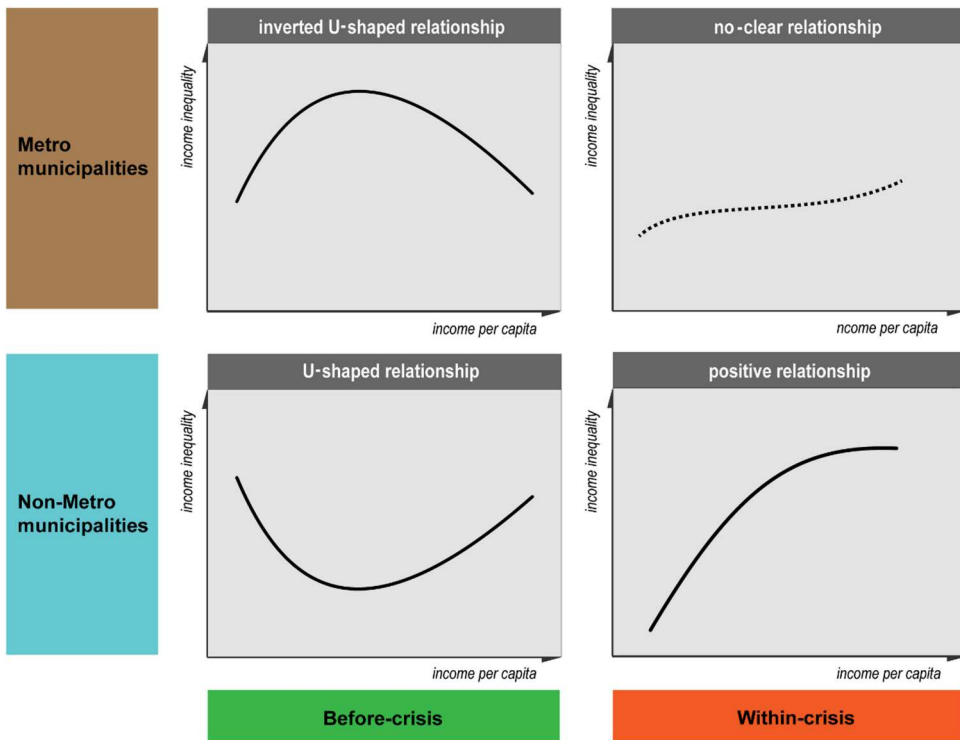 inverted U-shaped relationship
no-clear relationship
Metro
municipalities
income inequality
income per capita
income inequality
ncome per capita
U-shaped relationship
positive relationship
Non-Metro
municipalities
income inequality
income per capita
income inequality
income per capita
Before-crisis
Within-crisis